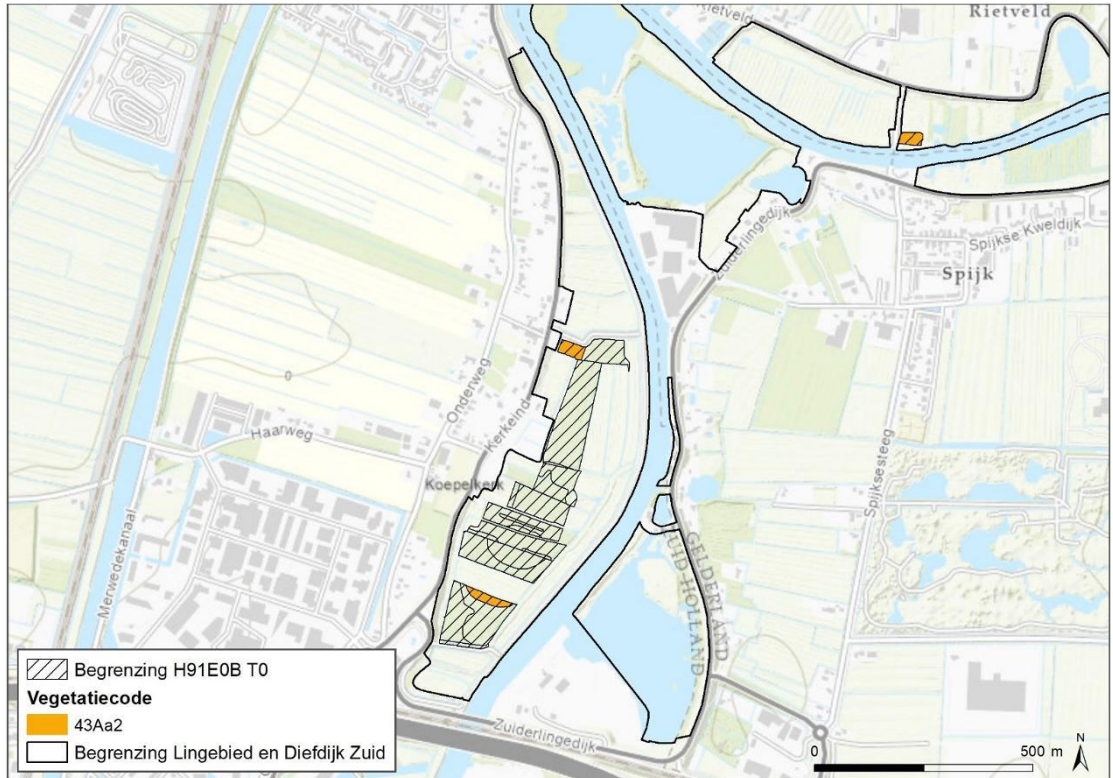 Rietveld
Rietveld
Zuiderlingedijk
Spijkse Kweldijk
Spijk
Onderweg
Kerkeind
Haarweg
Koepelkerk
0
Merwedekanaal
Spijksesteeg
GELDERLAND
ZUID-HOLLAND
Zuiderlingedijk
Begrenzing H91E0B T0
Vegetatiecode
43Aa2
Begrenzing Lingebied en Diefdijk Zuid
0 500 m
N